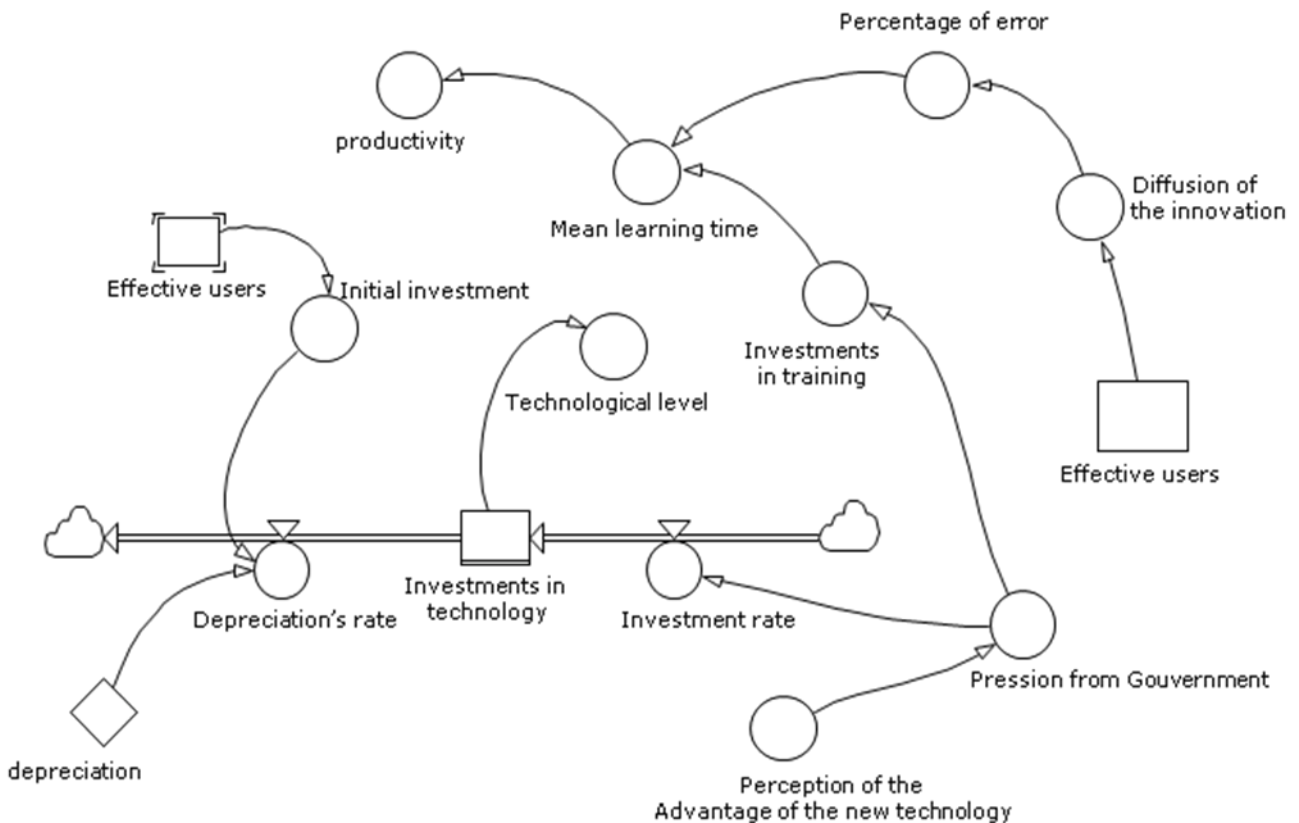 Percentage of error
productivity
Diffusion of
the innovation
Mean learning time
Effective users
Initial investment
Investments
in training
Technological level
Effective users
Investments in
technology
Depreciation's rate
Investment rate
Pression from Gouvernment
depreciation
Perception of the
Advantage of the new technology